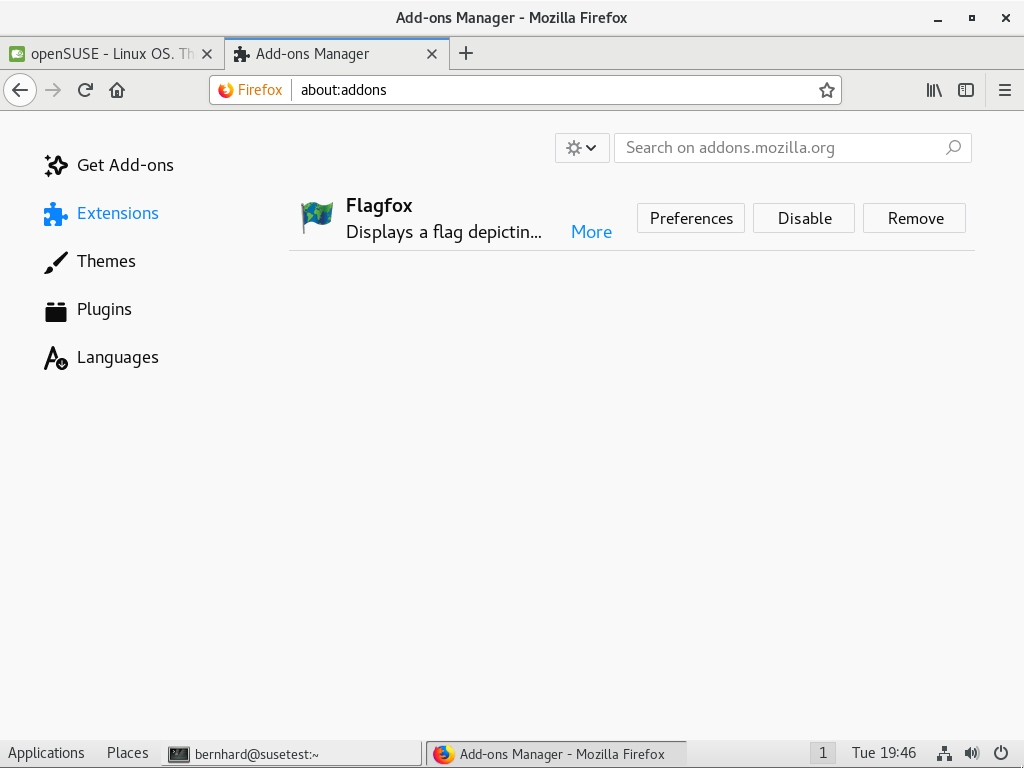 Add-ons Manager - Mozilla Firefox
openSUSE - Linux OS. Th
Add-ons Manager
Firefox
about:addons
Search on addons.mozilla.org
Get Add-ons
Extensions
Themes
Plugins
Languages
Flagfox
Displays a flag depictin...
More
Preferences
Disable
Remove
Applications
Places
bernhard@susetest:~
Add-ons Manager - Mozilla Firefox
1
Tue 19:46